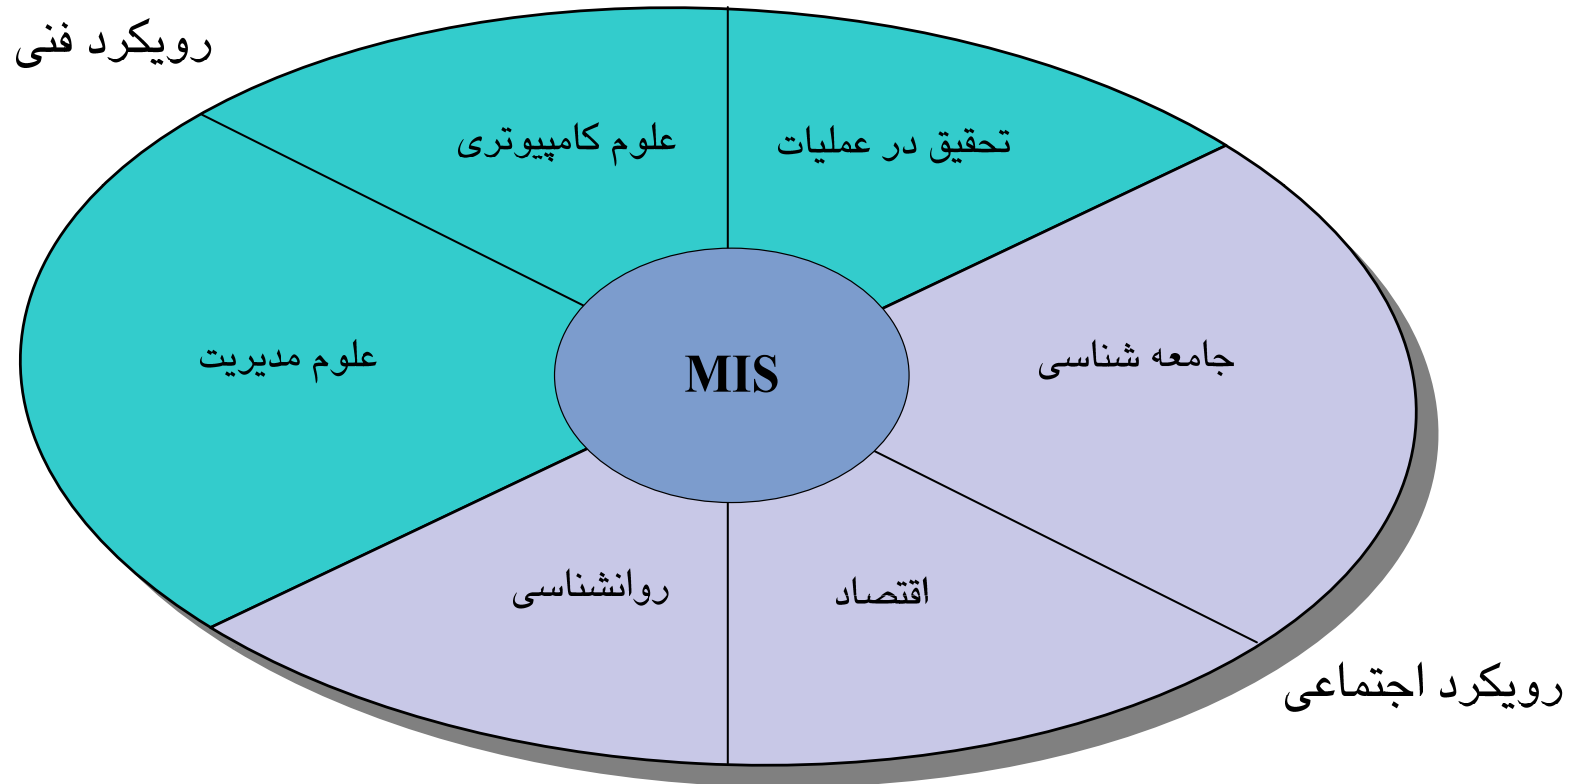 رویکرد فنی
علوم کامپیوتری
تحقیق در عملیات
علوم مدیریت
MIS
جامعه شناسی
روانشناسی
اقتصاد
رویکرد اجتماعی